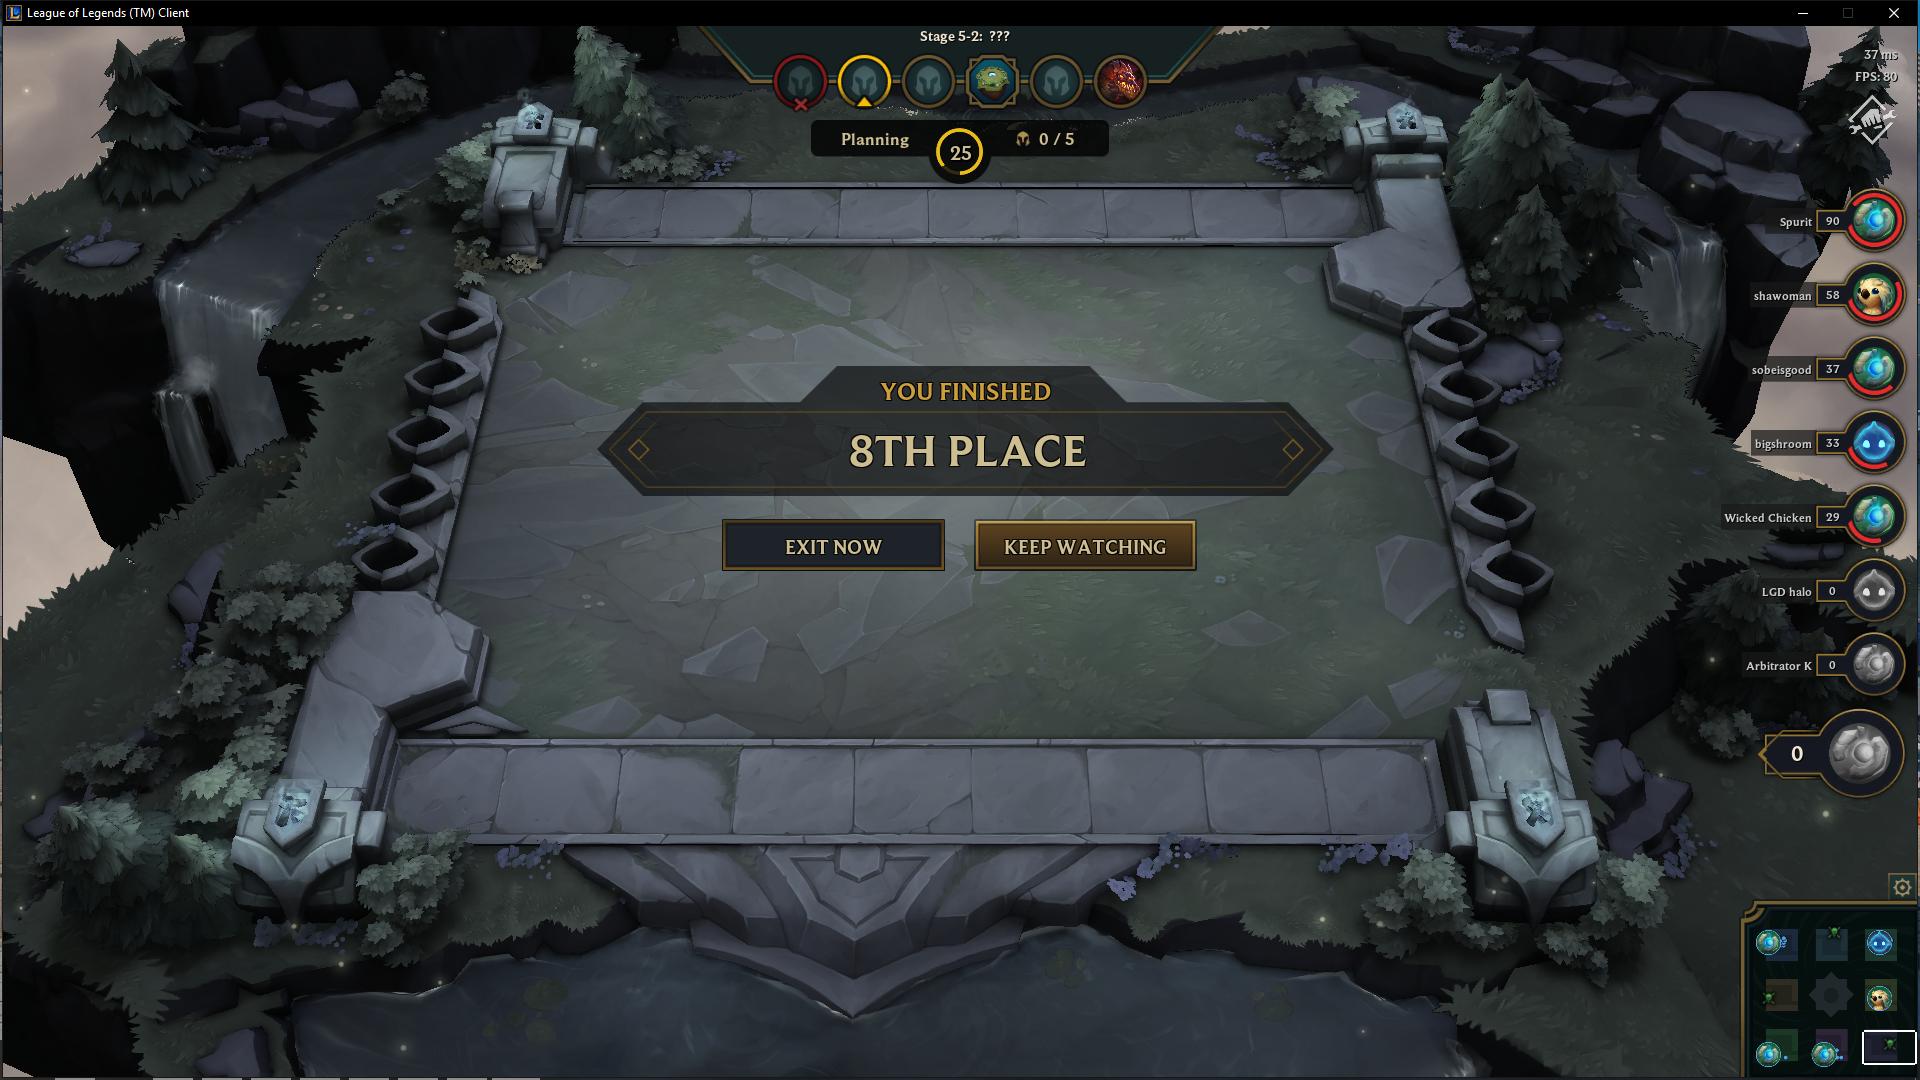 League of Legends (TM) Client
Stage 5-2: ???
37 ms
FPS: 80
Planning
25
0 / 5
Spurit 90
shawoman 58
sobeisgood 37
YOU FINISHED
8TH PLACE
bigshroom 33
Wicked Chicken 29
EXIT NOW
KEEP WATCHING
LGD halo 0
Arbitrator K 0
0